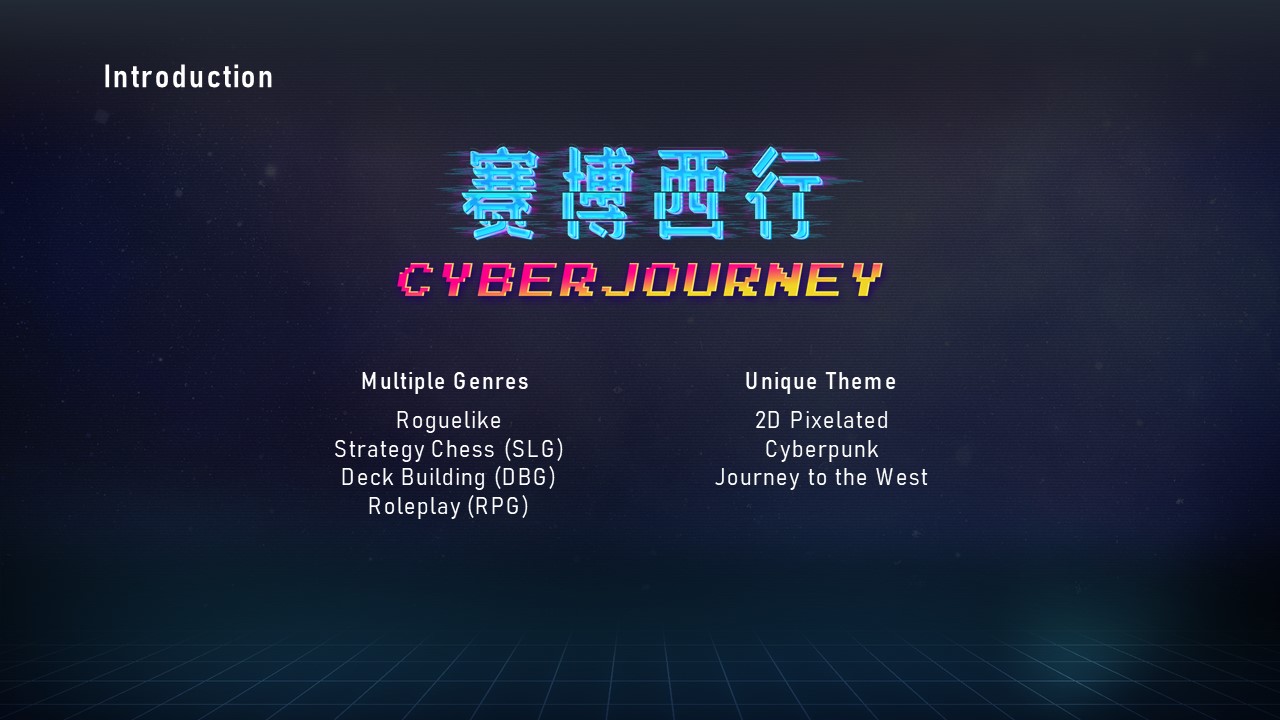 Introduction
赛博西行
CYBERJOURNEY
Multiple Genres
Roguelike
Strategy Chess (SLG)
Deck Building (DBG)
Roleplay (RPG)
Unique Theme
2D Pixelated
Cyberpunk
Journey to the West